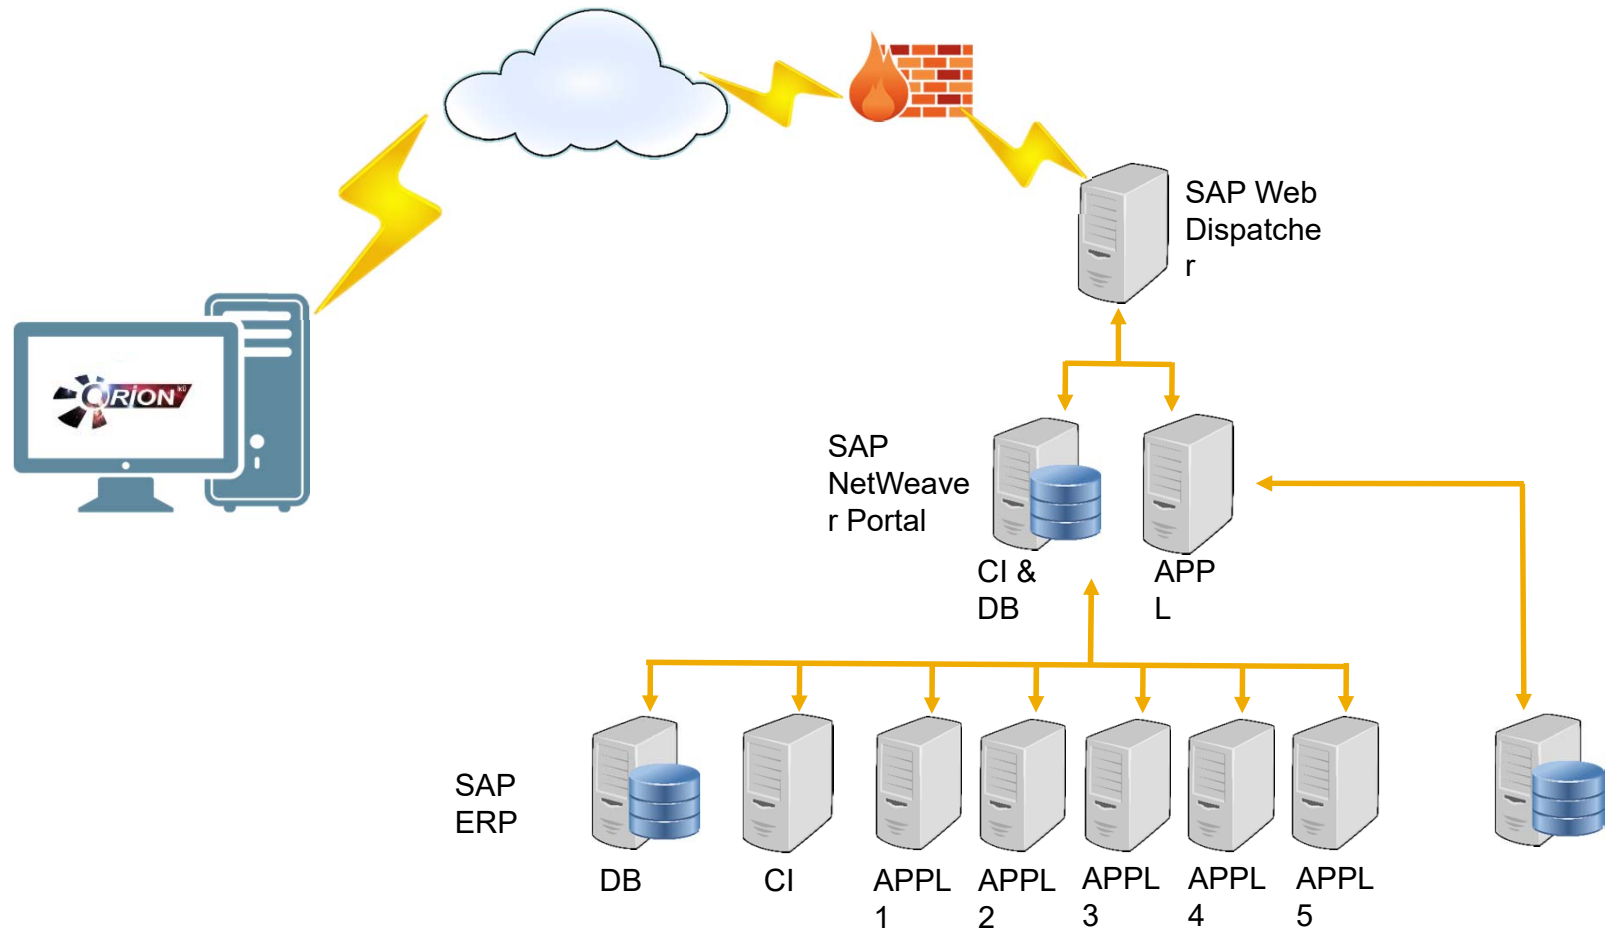 SAP Web
Dispatche
r
ORiON
İKÜ
SAP
NetWeave
r Portal
CI &
DB
APP
L
SAP
ERP
DB
CI
APPL
1
APPL
2
APPL
3
APPL
4
APPL
5